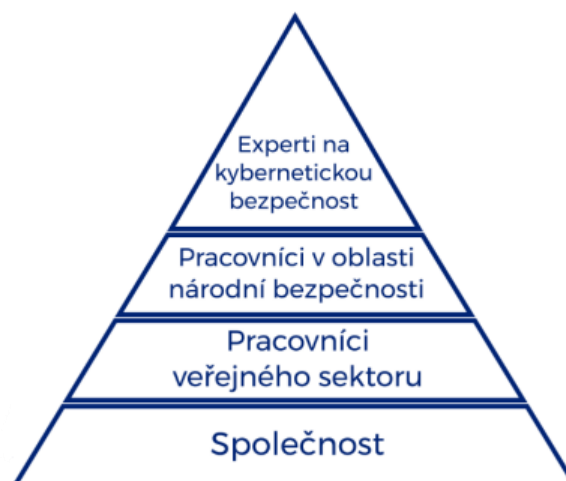 Experti na
kybernetickou
bezpečnost
Pracovníci v oblasti
národní bezpečnosti
Pracovníci
veřejného sektoru
Společnost